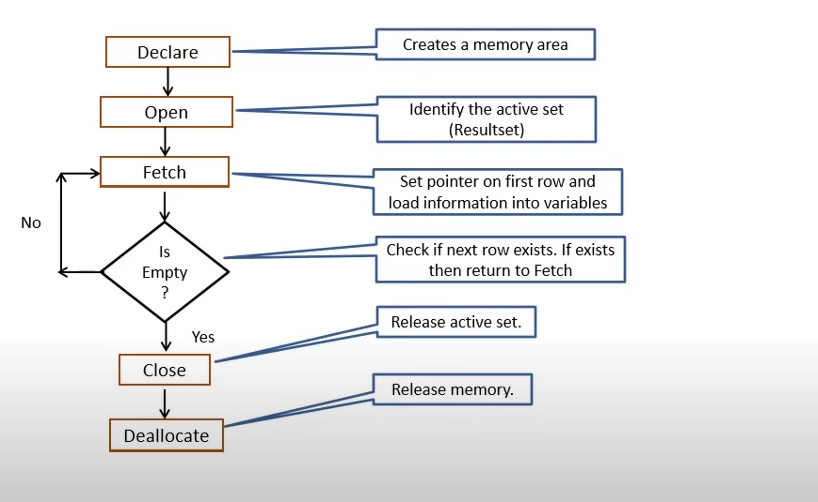 Declare
Creates a memory area
Open
Identify the active set
(Resultset)
Fetch
Set pointer on first row and
load information into variables
No
Is
Empty
?
Check if next row exists. If exists
then return to Fetch
Yes
Release active set.
Close
Release memory.
Deallocate